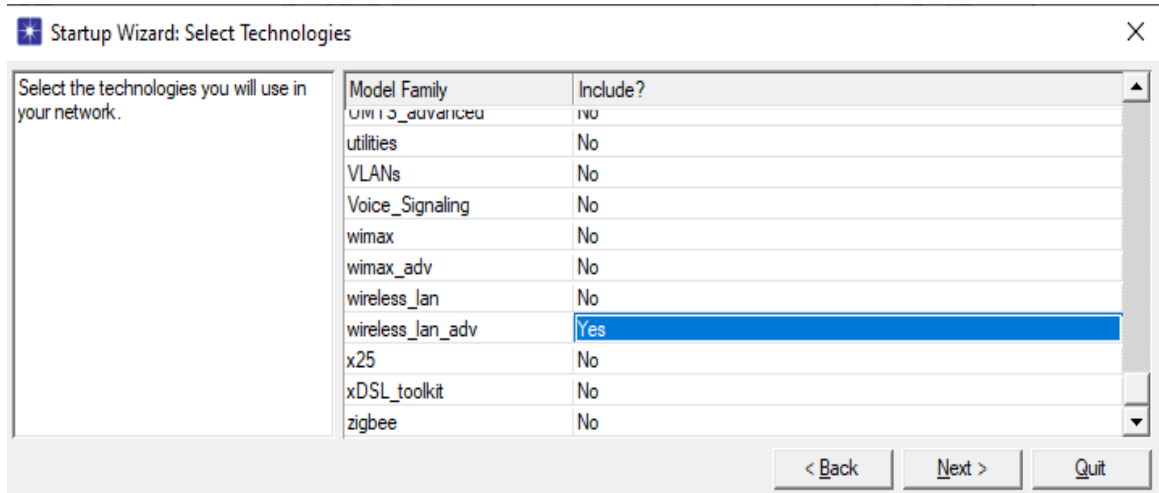 Startup Wizard: Select Technologies
Select the technologies you will use in
your network.
Model Family Include?
UMTS_advanced No
utilities No
VLANs No
Voice_Signaling No
wimax No
wimax_adv No
wireless_lan No
wireless_lan_adv Yes
x25 No
xDSL_toolkit No
zigbee No
< Back Next > Quit